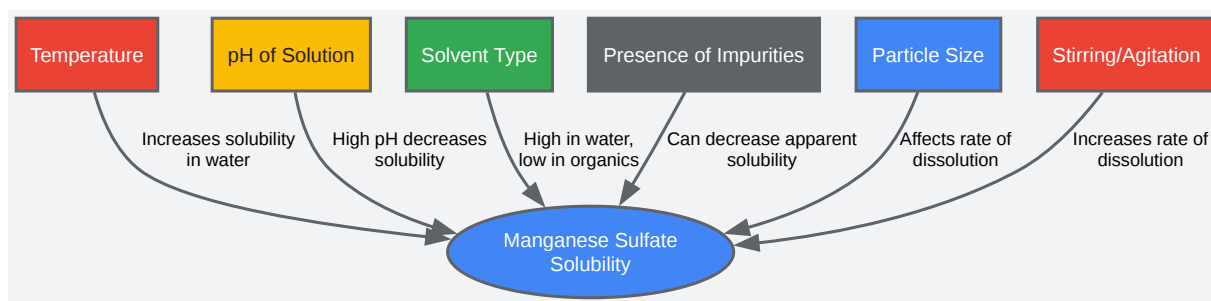 Temperature
pH of Solution
Solvent Type
Presence of Impurities
Particle Size
Stirring/Agitation
Increases solubility
in water
High pH decreases
solubility
High in water,
low in organics
Can decrease apparent
solubility
Affects rate of
dissolution
Increases rate of
dissolution
Manganese Sulfate
Solubility